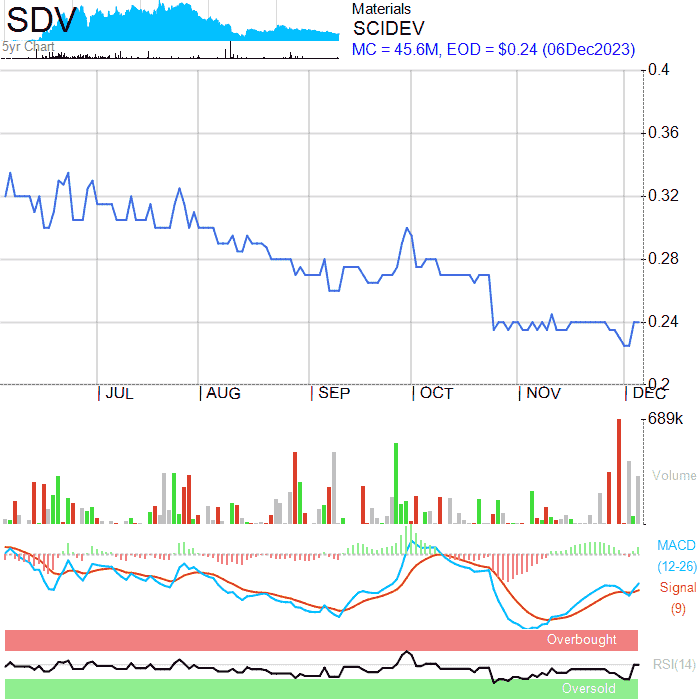 SDV
5yr Chart
Materials
SCIDEV
MC = 45.6M, EOD = $0.24 (06Dec2023)
0.4
0.36
0.32
0.28
0.24
0.2
JUL AUG SEP OCT NOV DEC
689k
Volume
MACD
(12-26)
Signal
(9)
Overbought
RSI(14)
Oversold